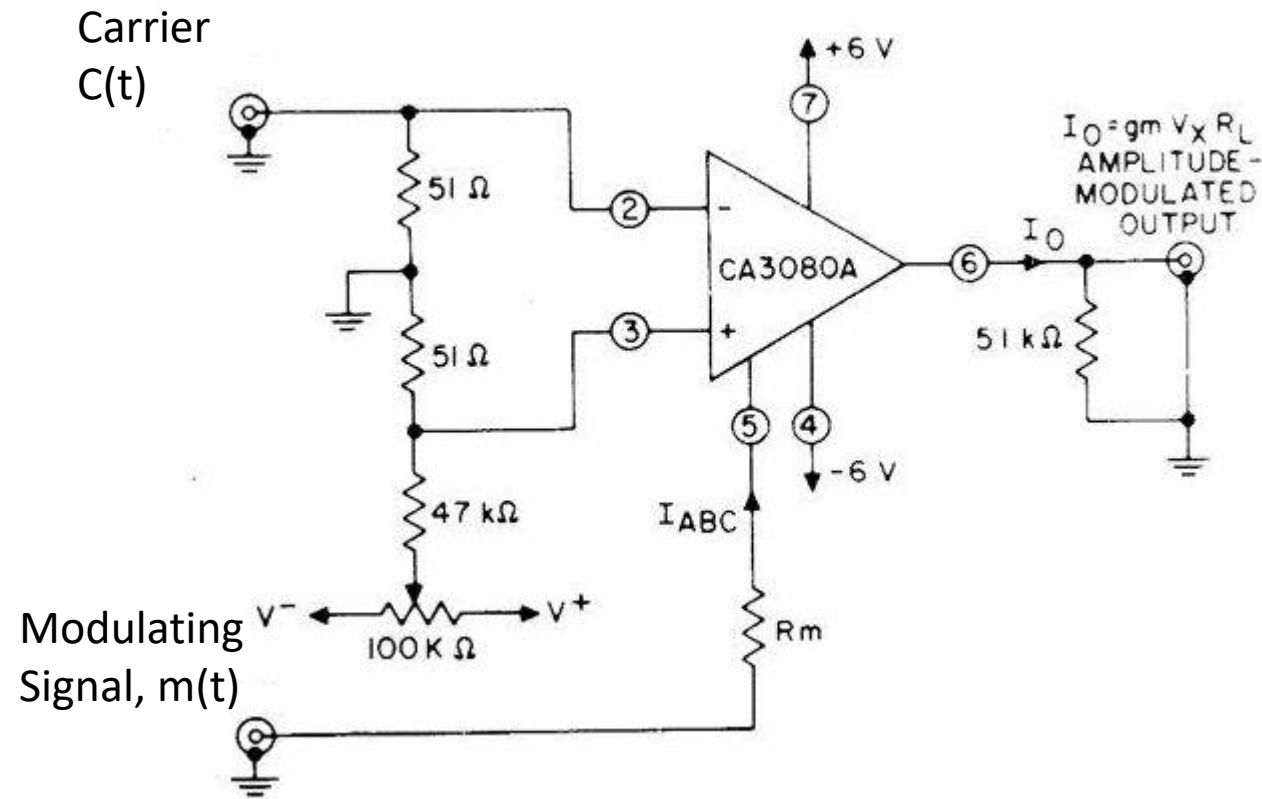 Carrier
C(t)
+6 V
7
I_O = gm V_X R_L
AMPLITUDE-
MODULATED
OUTPUT
51 Ω
2
-
CA3080A
6
I_O
3
+
51 Ω
51 kΩ
5
4
-6 V
47 kΩ
I_ABC
V⁻
V⁺
100K Ω
Rm
Modulating
Signal, m(t)